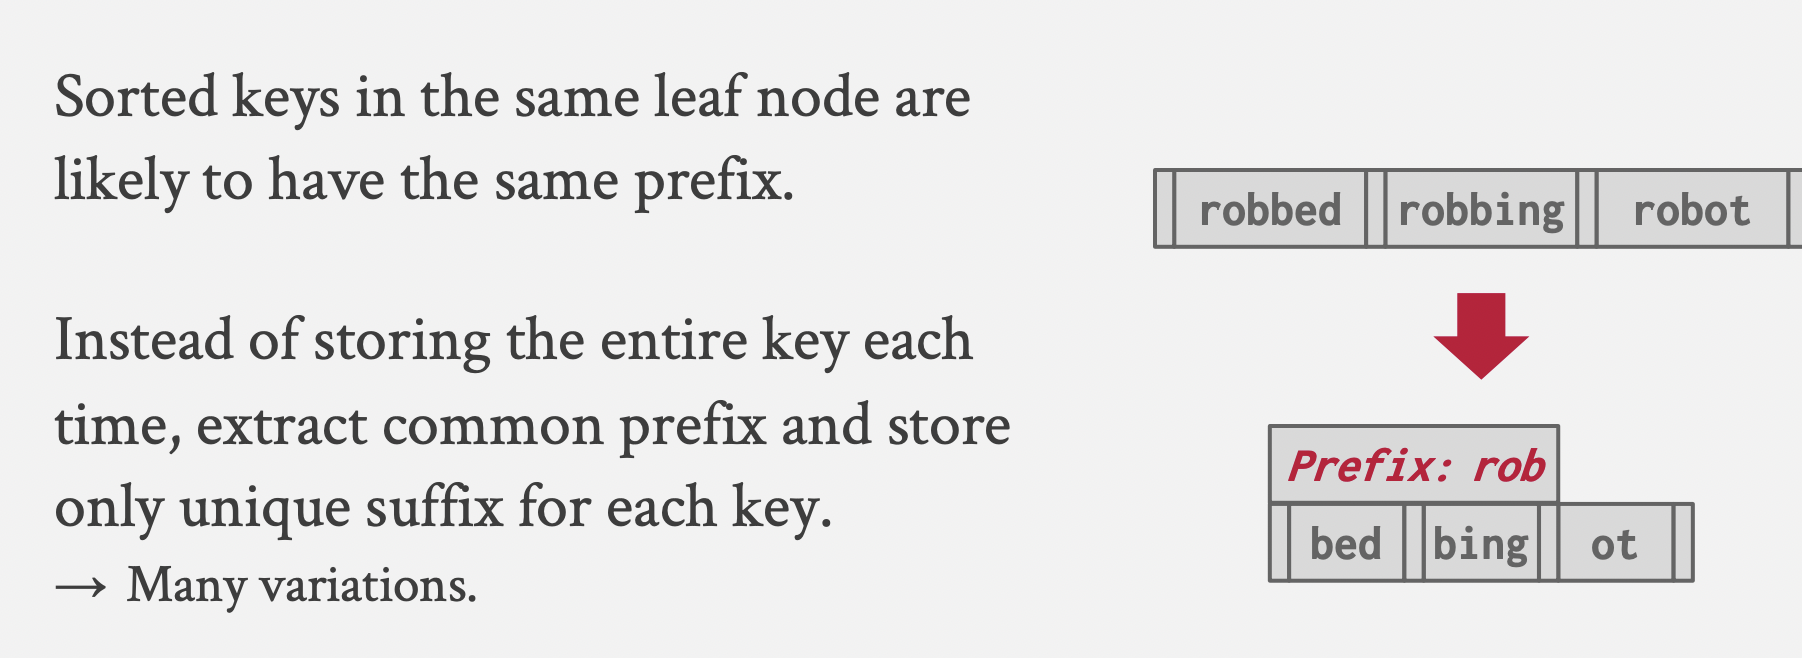 Sorted keys in the same leaf node are
likely to have the same prefix.
Instead of storing the entire key each
time, extract common prefix and store
only unique suffix for each key.
→ Many variations.
robbed robbing robot
Prefix: rob
bed bing ot